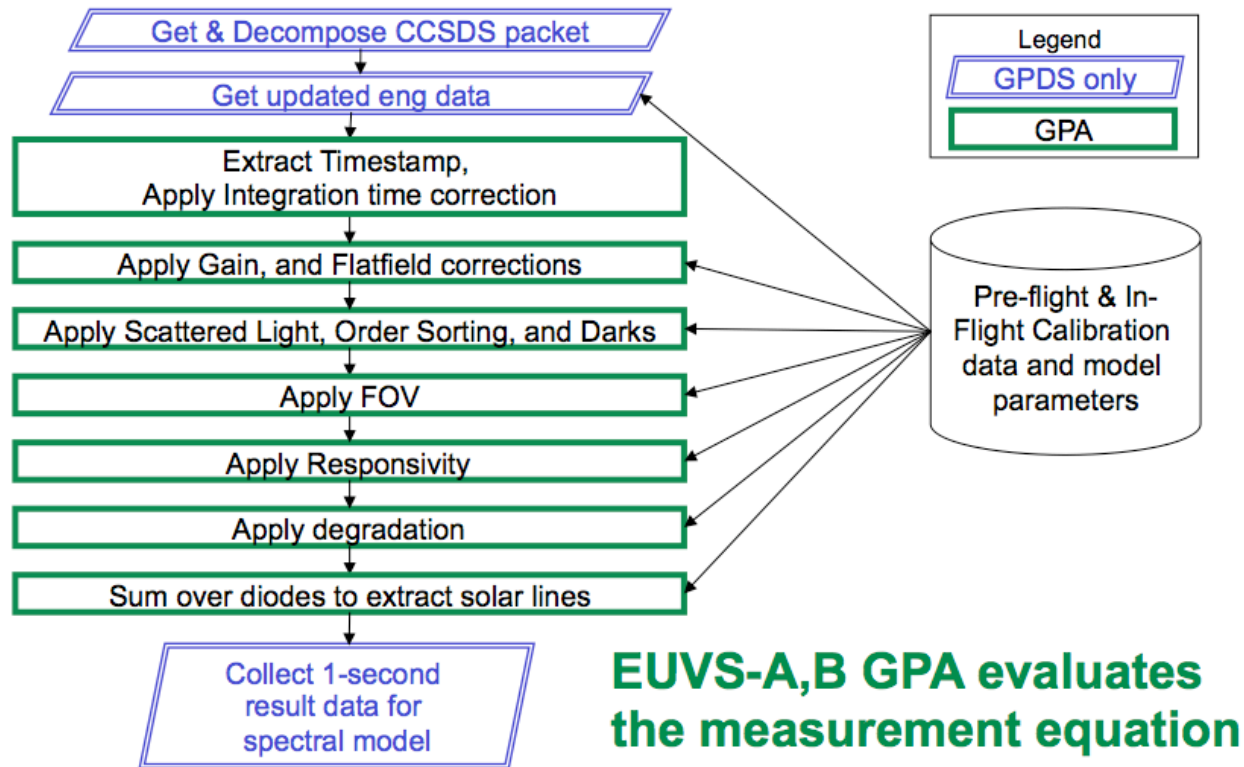 Get & Decompose CCSDS packet
Get updated eng data
Extract Timestamp,
Apply Integration time correction
Apply Gain, and Flatfield corrections
Apply Scattered Light, Order Sorting, and Darks
Apply FOV
Apply Responsivity
Apply degradation
Sum over diodes to extract solar lines
Collect 1-second
result data for
spectral model
Legend
GPDS only
GPA
Pre-flight & In-
Flight Calibration
data and model
parameters
EUVS-A,B GPA evaluates
the measurement equation